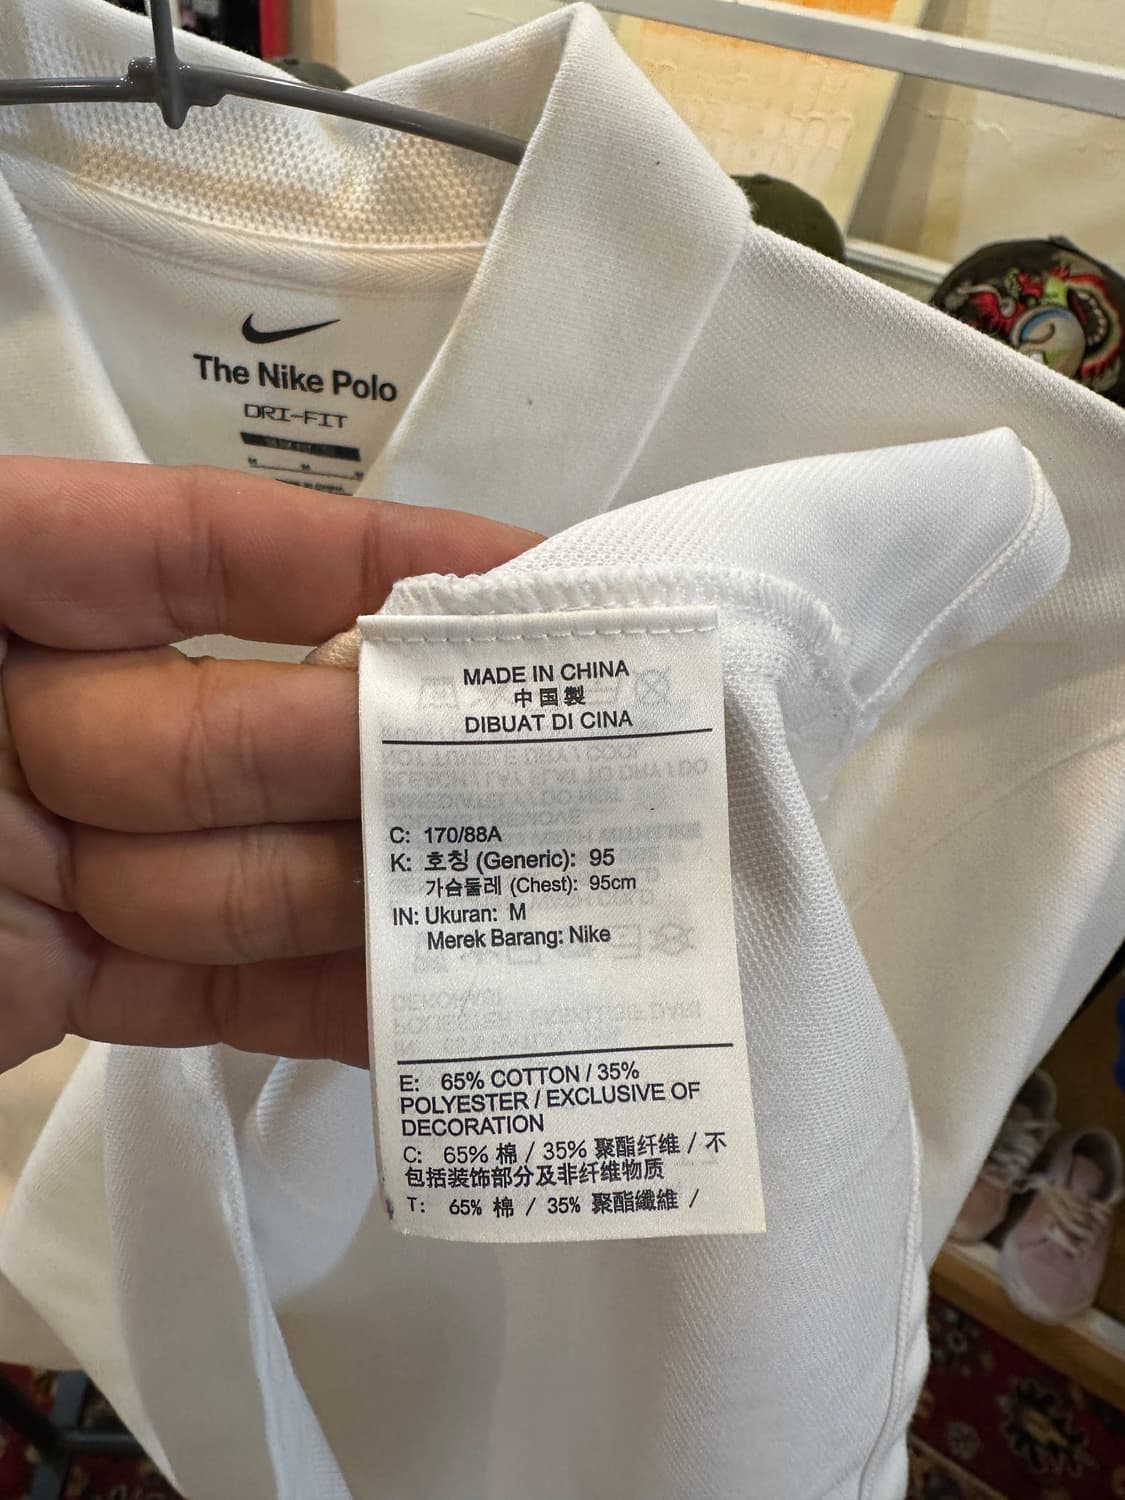 The Nike Polo
DRI-FIT
MADE IN CHINA
中国製
DIBUAT DI CINA
C: 170/88A
K: 호칭 (Generic): 95
가슴둘레 (Chest): 95cm
IN: Ukuran: M
Merek Barang: Nike
E: 65% COTTON / 35%
POLYESTER / EXCLUSIVE OF
DECORATION
C: 65% 棉 / 35% 聚酯纤维 / 不
包括装饰部分及非纤维物质
T: 65% 棉 / 35% 聚酯纖維 /